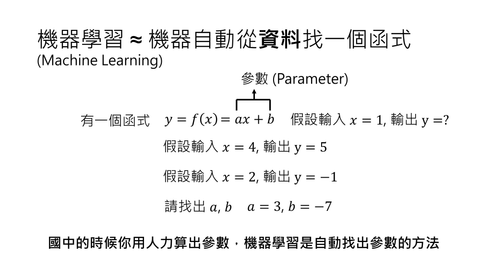 機器學習 ≈ 機器自動從資料找一個函式
(Machine Learning)
參數 (Parameter)
有一個函式 y = f(x) = ax + b 假設輸入 x = 1, 輸出 y =?
假設輸入 x = 4, 輸出 y = 5
假設輸入 x = 2, 輸出 y = −1
請找出 a, b a = 3, b = −7
國中的時候你用人力算出參數，機器學習是自動找出參數的方法